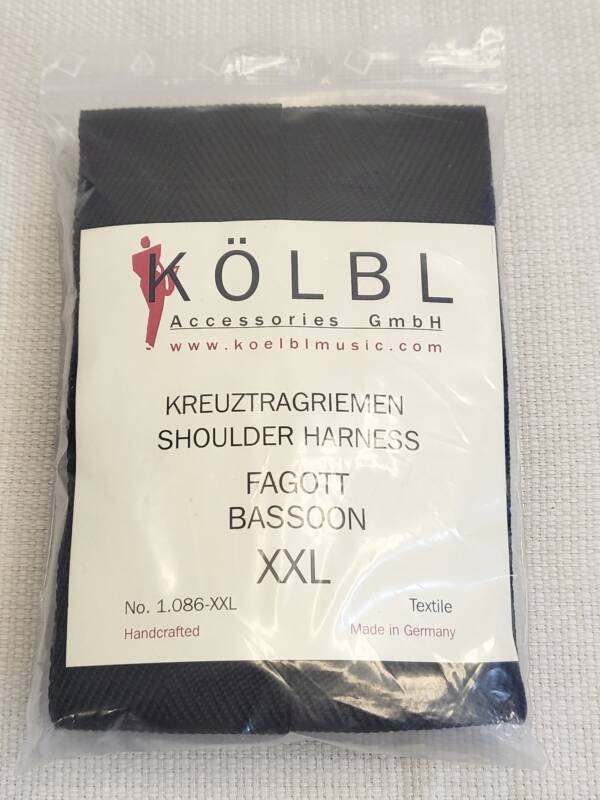 KÖLBL
Accessories GmbH
www.koelblmusic.com
KREUZTRAGRIEMEN
SHOULDER HARNESS
FAGOTT
BASSOON
XXL
No. 1.086-XXL Textile
Handcrafted Made in Germany